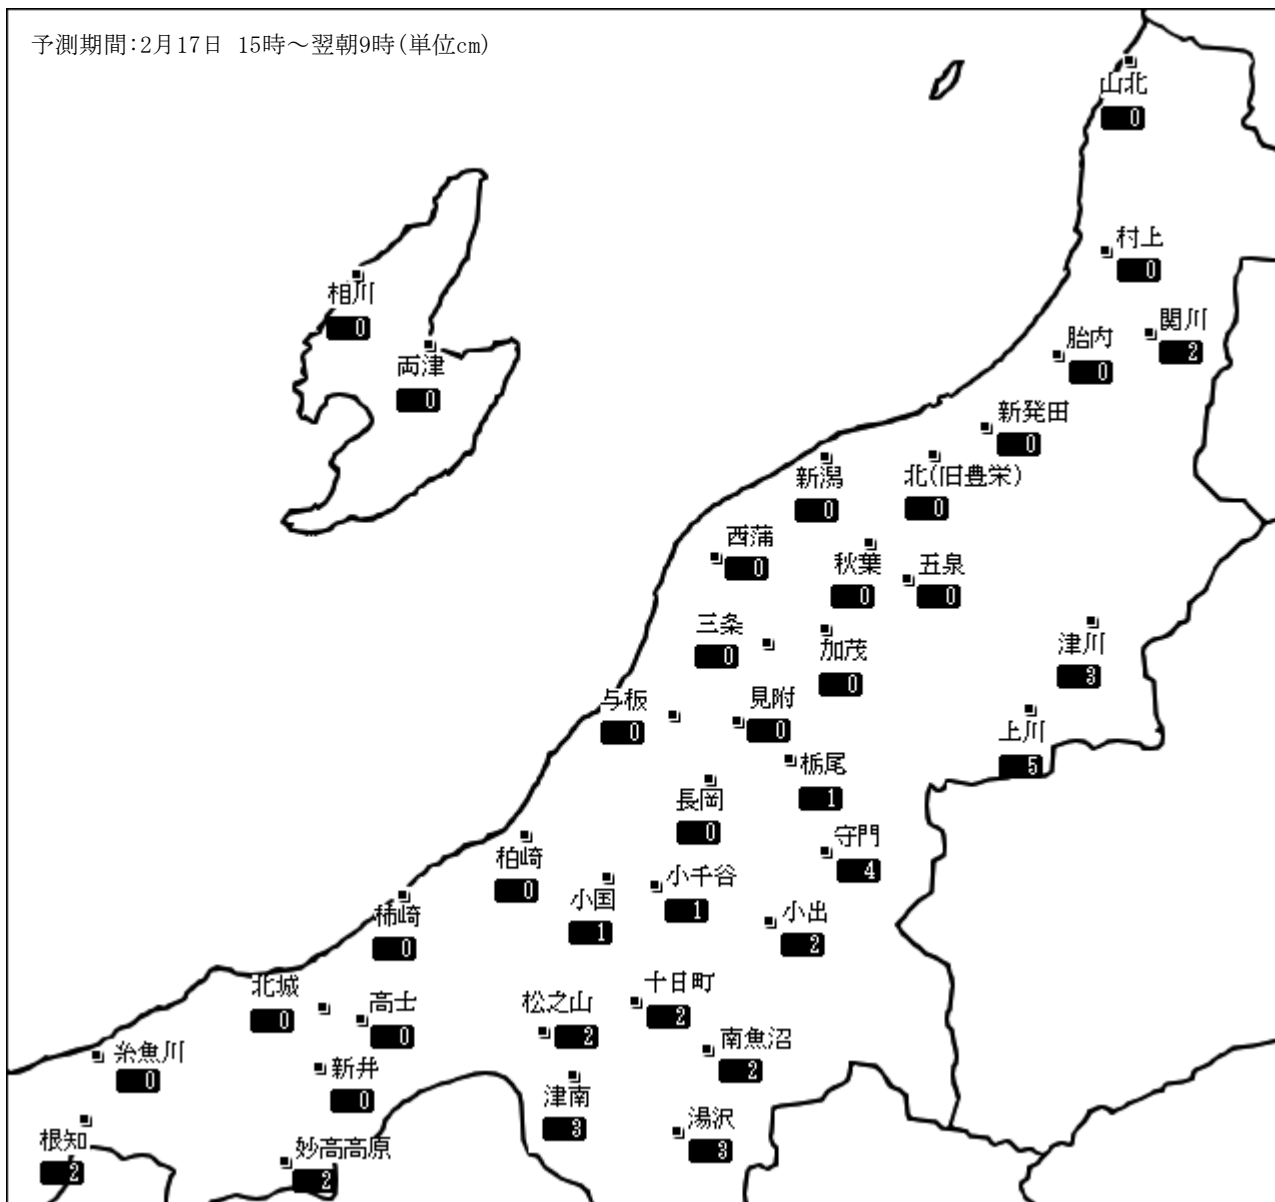 予測期間:2月17日 15時～翌朝9時(単位cm)
山北
0
村上
0
相川
0
関川
2
胎内
0
両津
0
新発田
0
新潟
0
北(旧豊栄)
0
西蒲
0
秋葉
0
五泉
0
三条
0
加茂
0
津川
3
与板
0
見附
0
上川
5
栃尾
1
長岡
0
守門
4
柏崎
0
小千谷
1
小国
1
柿崎
0
小出
2
北城
0
高士
0
松之山
2
十日町
2
南魚沼
2
糸魚川
0
新井
0
津南
3
湯沢
3
根知
2
妙高高原
2